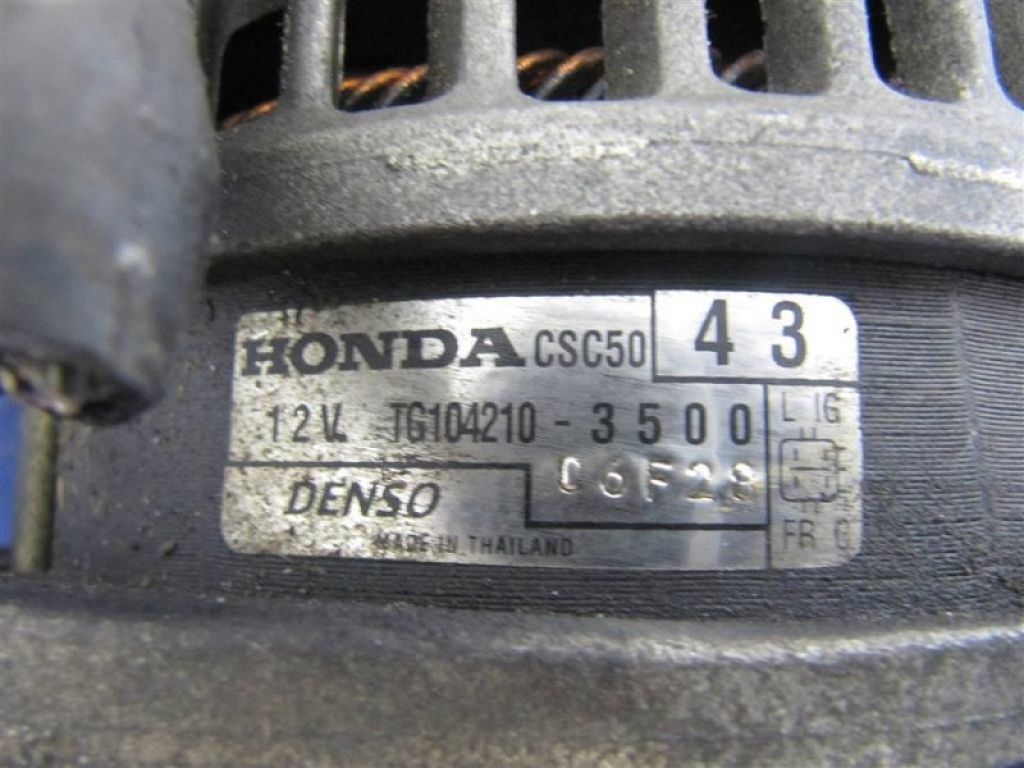 HONDA CSC50 43
12V. TG104210-3500
L IG
DENSO 06F28
MADE IN THAILAND
FR C